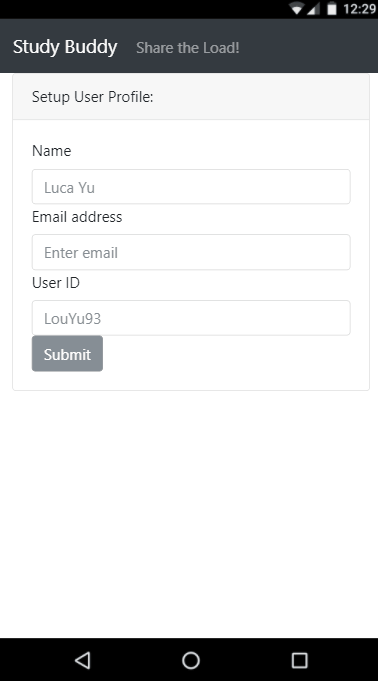 12:29
Study Buddy Share the Load!
Setup User Profile:
Name
Luca Yu
Email address
Enter email
User ID
LouYu93
Submit